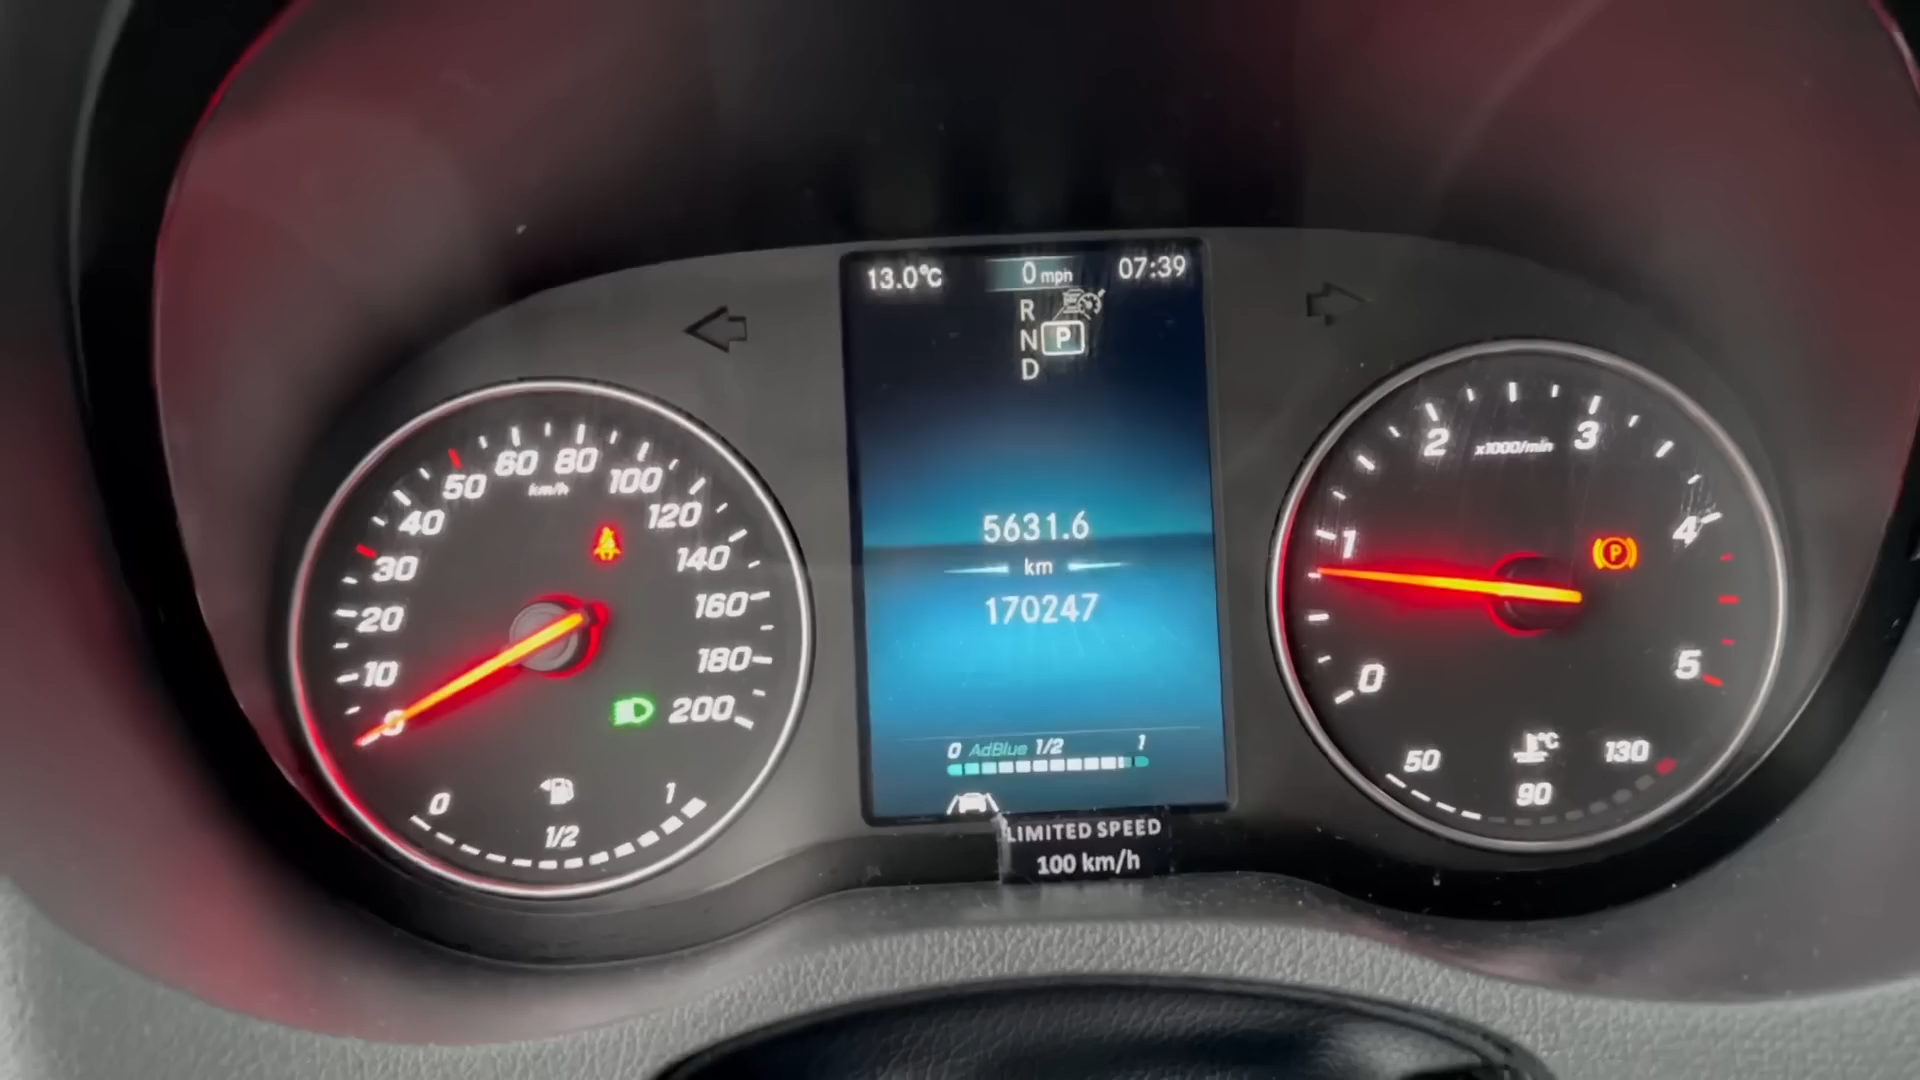 13.0°C 0 mph 07:39
R
N P
D
0 10 20 30 40 50 60 80 100 120 140 160 180 200
km/h
0 1/2 1
5631.6
km
170247
0 AdBlue 1/2 1
LIMITED SPEED
100 km/h
0 1 2 3 4 5
x1000/min
P
50 90 130
°C